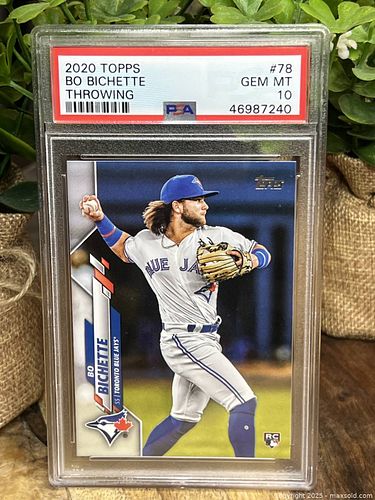 2020 TOPPS #78
BO BICHETTE GEM MT
THROWING 10
PSA 46987240
Topps
BLUE JAYS
BO
BICHETTE
SS | TORONTO BLUE JAYS
RC
Copyright 2025 - maxsold.com